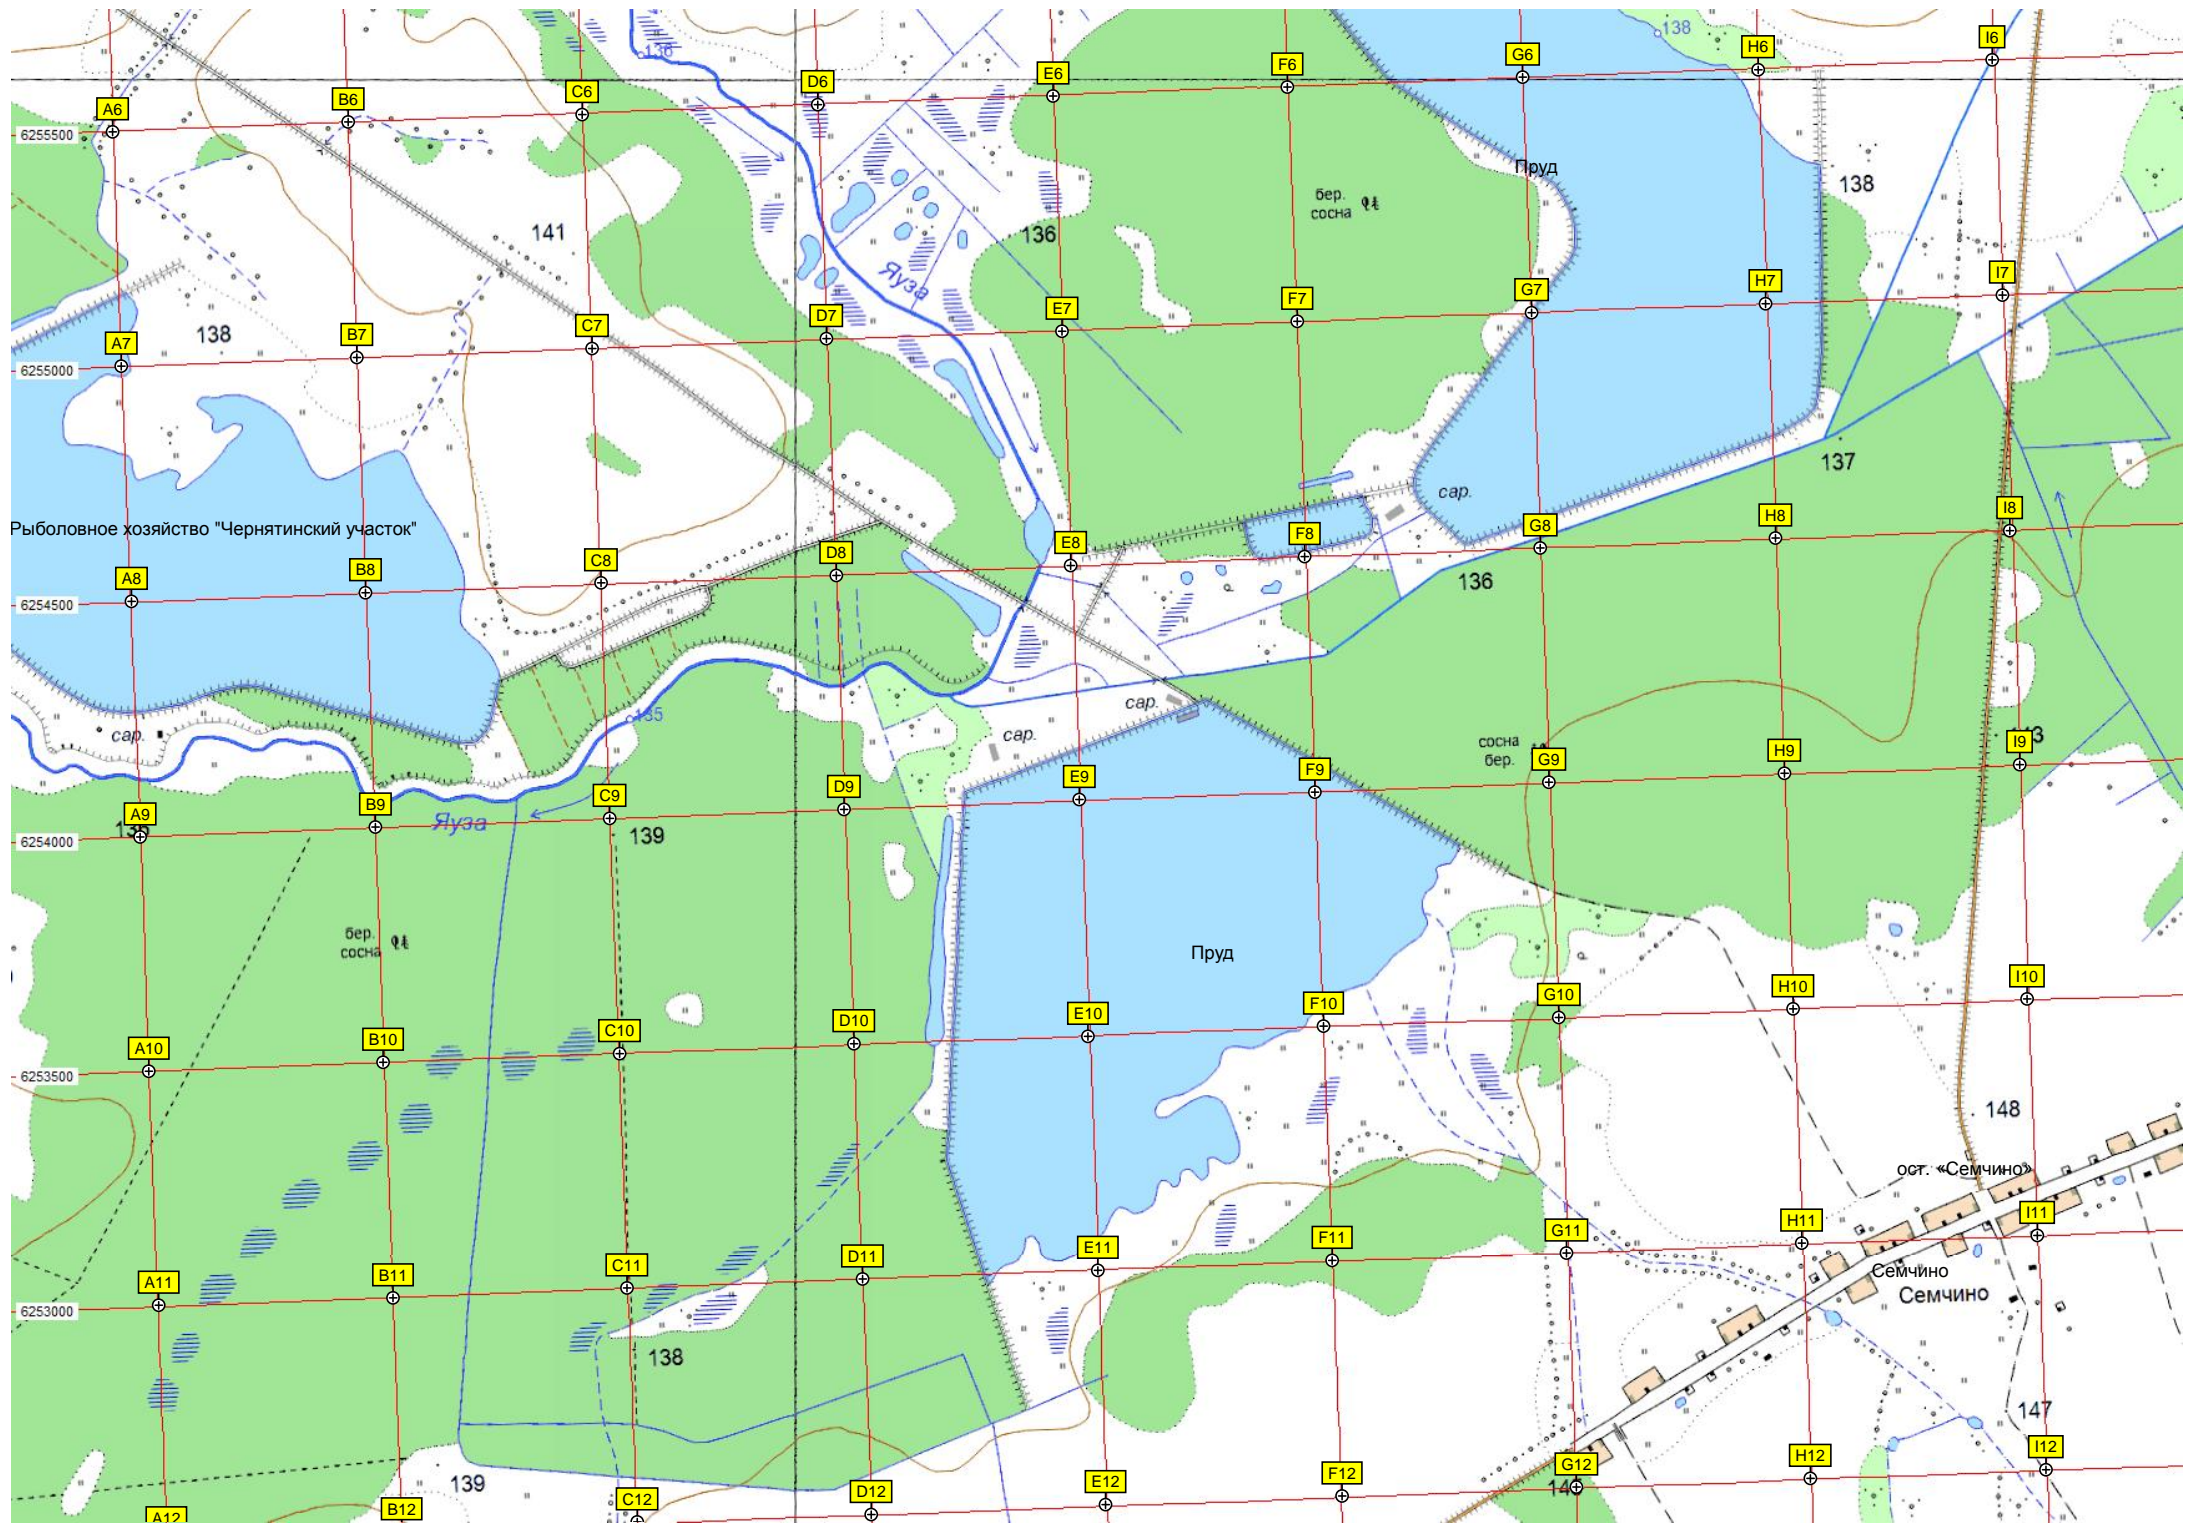 138
136
I6
H6
G6
F6
E6
D6
C6
B6
A6
6255500
Пруд
138
бер.
сосна
141
136
Яуза
I7
H7
G7
F7
E7
D7
C7
B7
A7
138
6255000
137
сар.
Рыболовное хозяйство "Чернятинский участок"
I8
H8
G8
F8
E8
D8
C8
B8
A8
136
6254500
сар.
135
сар.
сар.
сосна
бер.
I9
H9
G9
F9
E9
D9
C9
B9
A9
Яуза
139
6254000
бер.
сосна
Пруд
I10
H10
G10
F10
E10
D10
C10
B10
A10
6253500
148
ост. «Семчино»
I11
H11
G11
F11
E11
D11
C11
B11
A11
Семчино
Семчино
6253000
138
147
I12
H12
G12
F12
E12
D12
C12
B12
A12
139